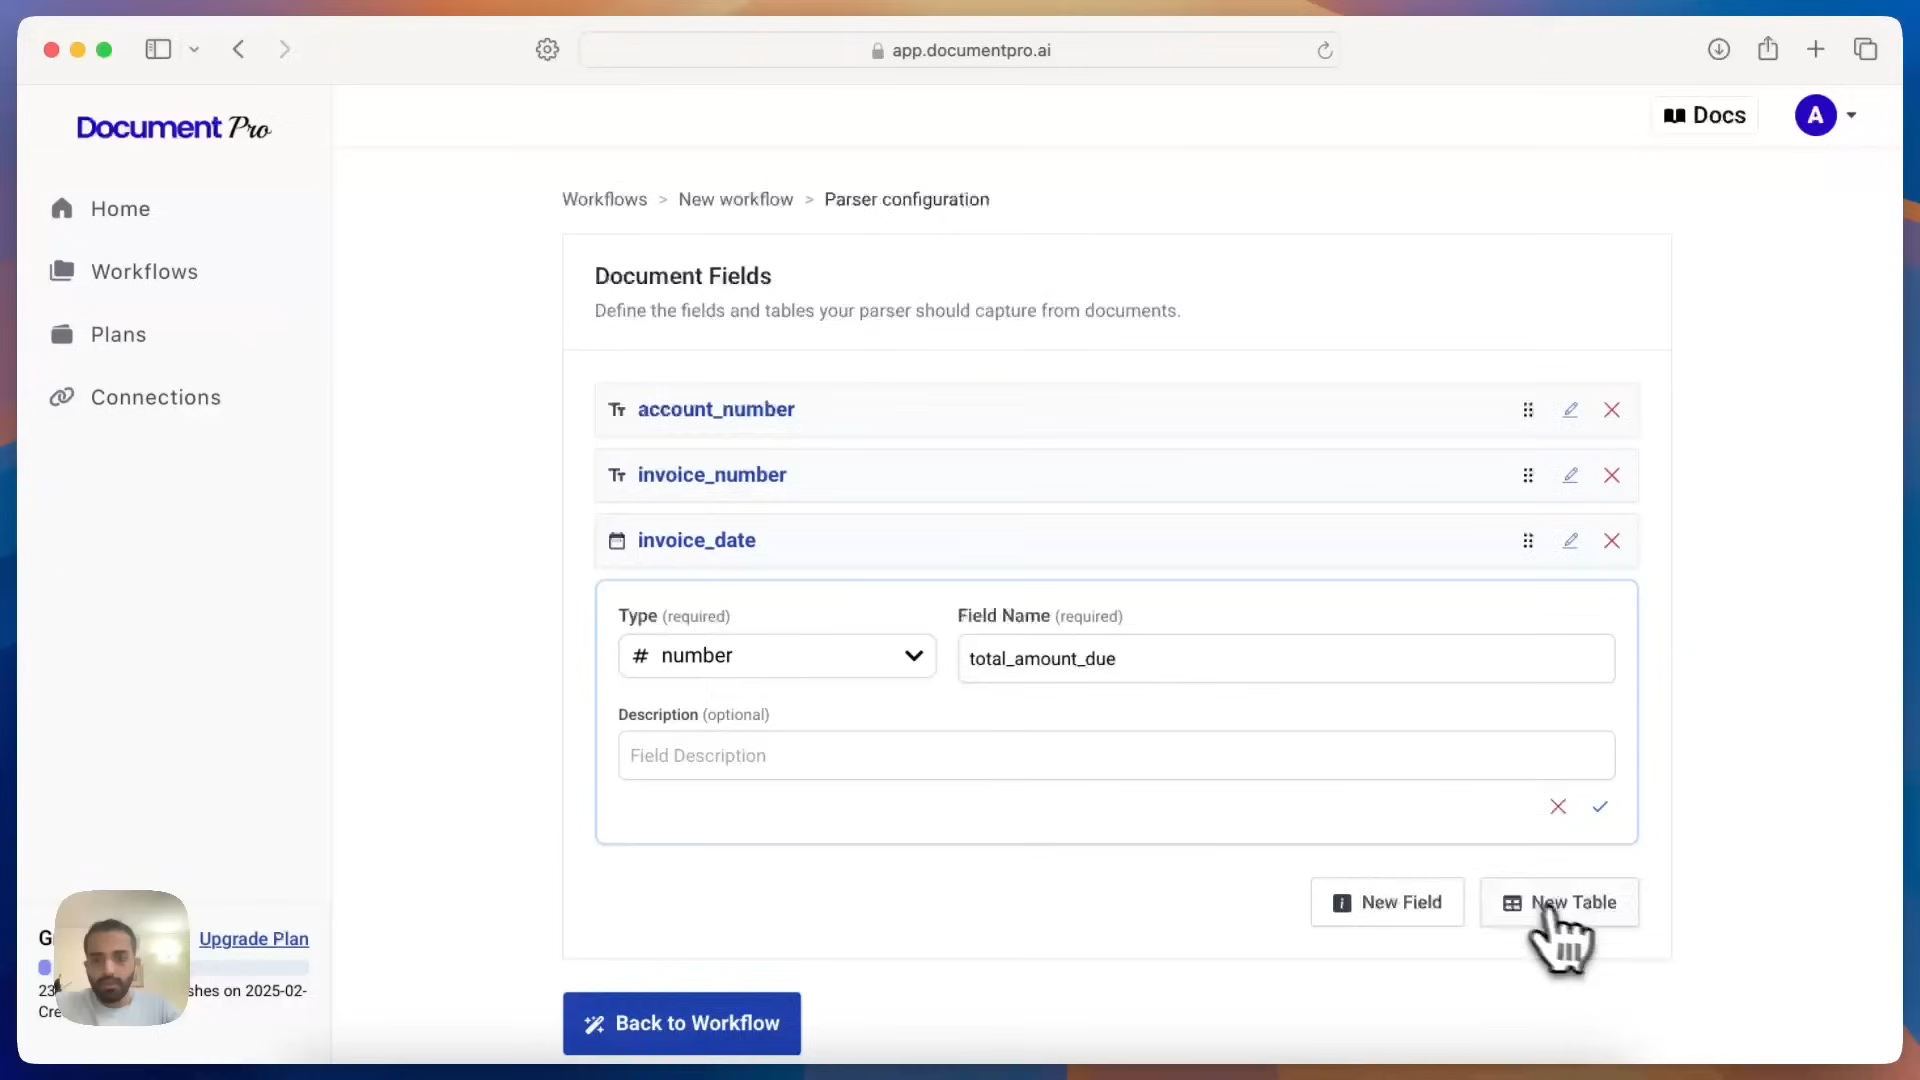 app.documentpro.ai
Document Pro
Docs
A
Home
Workflows
Plans
Connections
Workflows > New workflow > Parser configuration
Document Fields
Define the fields and tables your parser should capture from documents.
Tr account_number
Tr invoice_number
invoice_date
Type (required)
Field Name (required)
# number
total_amount_due
Description (optional)
Field Description
New Field
New Table
Back to Workflow
Upgrade Plan
on 2025-02-